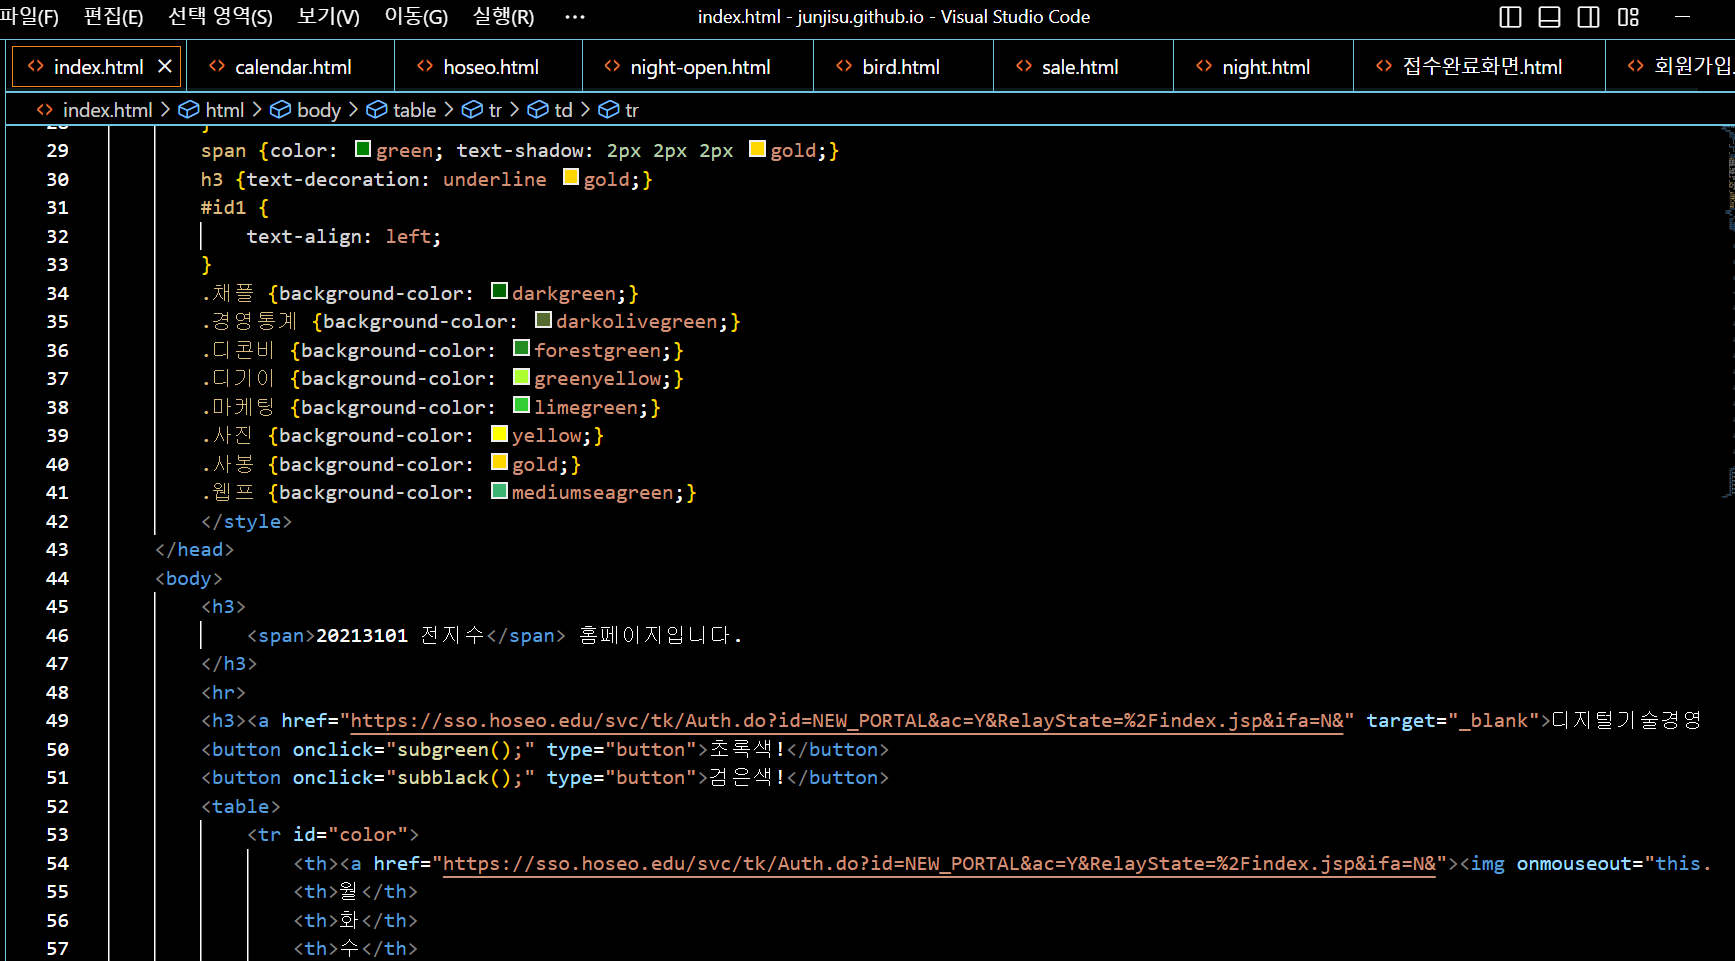 파일(F) 편집(E) 선택 영역(S) 보기(V) 이동(G) 실행(R) ··· index.html - junjisu.github.io - Visual Studio Code
index.html calendar.html hoseo.html night-open.html bird.html sale.html night.html 접수완료화면.html 회원가입.
index.html > html > body > table > tr > td > tr
28 }
29 span {color: green; text-shadow: 2px 2px 2px gold;}
30 h3 {text-decoration: underline gold;}
31 #id1 {
32 text-align: left;
33 }
34 .채플 {background-color: darkgreen;}
35 .경영통계 {background-color: darkolivegreen;}
36 .디콘비 {background-color: forestgreen;}
37 .디기이 {background-color: greenyellow;}
38 .마케팅 {background-color: limegreen;}
39 .사진 {background-color: yellow;}
40 .사봉 {background-color: gold;}
41 .웹프 {background-color: mediumseagreen;}
42 </style>
43 </head>
44 <body>
45 <h3>
46 <span>20213101 전지수</span> 홈페이지입니다.
47 </h3>
48 <hr>
49 <h3><a href="https://sso.hoseo.edu/svc/tk/Auth.do?id=NEW_PORTAL&ac=Y&RelayState=%2Findex.jsp&ifa=N&" target="_blank">디지털기술경영
50 <button onclick="subgreen();" type="button">초록색!</button>
51 <button onclick="subblack();" type="button">검은색!</button>
52 <table>
53 <tr id="color">
54 <th><a href="https://sso.hoseo.edu/svc/tk/Auth.do?id=NEW_PORTAL&ac=Y&RelayState=%2Findex.jsp&ifa=N&"><img onmouseout="this.
55 <th>월</th>
56 <th>화</th>
57 <th>수</th>